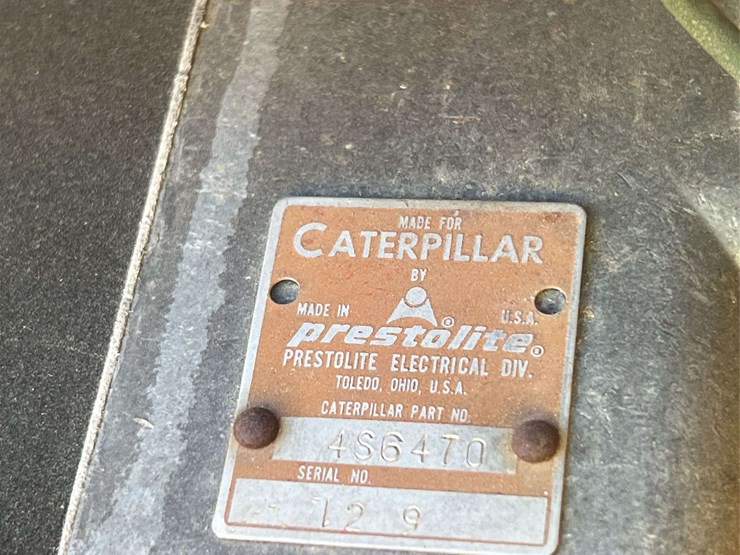 MADE FOR
CATERPILLAR
BY
MADE IN U.S.A.
prestolite®
PRESTOLITE ELECTRICAL DIV.
TOLEDO, OHIO, U.S.A.
CATERPILLAR PART NO.
4S6470
SERIAL NO.